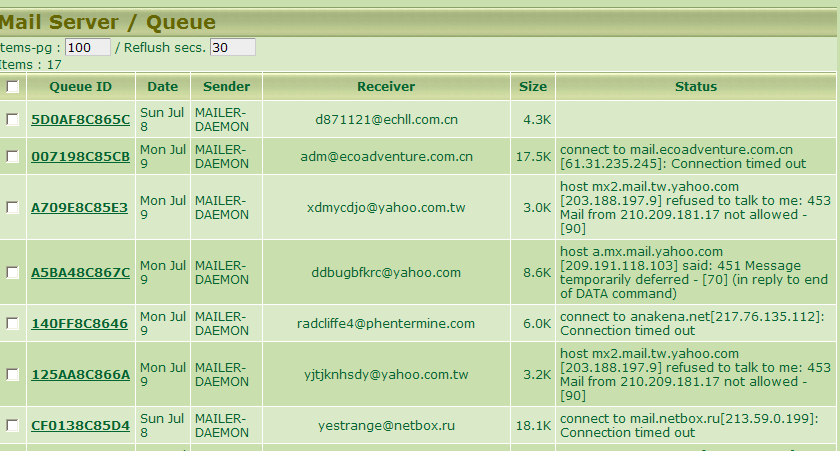 Mail Server / Queue
tems-pg : 100 / Reflush secs. 30
Items : 17
Queue ID Date Sender Receiver Size Status
5D0AF8C865C Sun Jul 8 MAILER-DAEMON d871121@echll.com.cn 4.3K
007198C85CB Mon Jul 9 MAILER-DAEMON adm@ecoadventure.com.cn 17.5K connect to mail.ecoadventure.com.cn
[61.31.235.245]: Connection timed out
A709E8C85E3 Mon Jul 9 MAILER-DAEMON xdmycdjo@yahoo.com.tw 3.0K host mx2.mail.tw.yahoo.com
[203.188.197.9] refused to talk to me: 453
Mail from 210.209.181.17 not allowed -
[90]
A5BA48C867C Mon Jul 9 MAILER-DAEMON ddbugbfkrc@yahoo.com 8.6K host a.mx.mail.yahoo.com
[209.191.118.103] said: 451 Message
temporarily deferred - [70] (in reply to end
of DATA command)
140FF8C8646 Mon Jul 9 MAILER-DAEMON radcliffe4@phentermine.com 6.0K connect to anakena.net[217.76.135.112]:
Connection timed out
125AA8C866A Mon Jul 9 MAILER-DAEMON yjtjknhsdy@yahoo.com.tw 3.2K host mx2.mail.tw.yahoo.com
[203.188.197.9] refused to talk to me: 453
Mail from 210.209.181.17 not allowed -
[90]
CF0138C85D4 Sun Jul 8 MAILER-DAEMON yestrange@netbox.ru 18.1K connect to mail.netbox.ru[213.59.0.199]:
Connection timed out